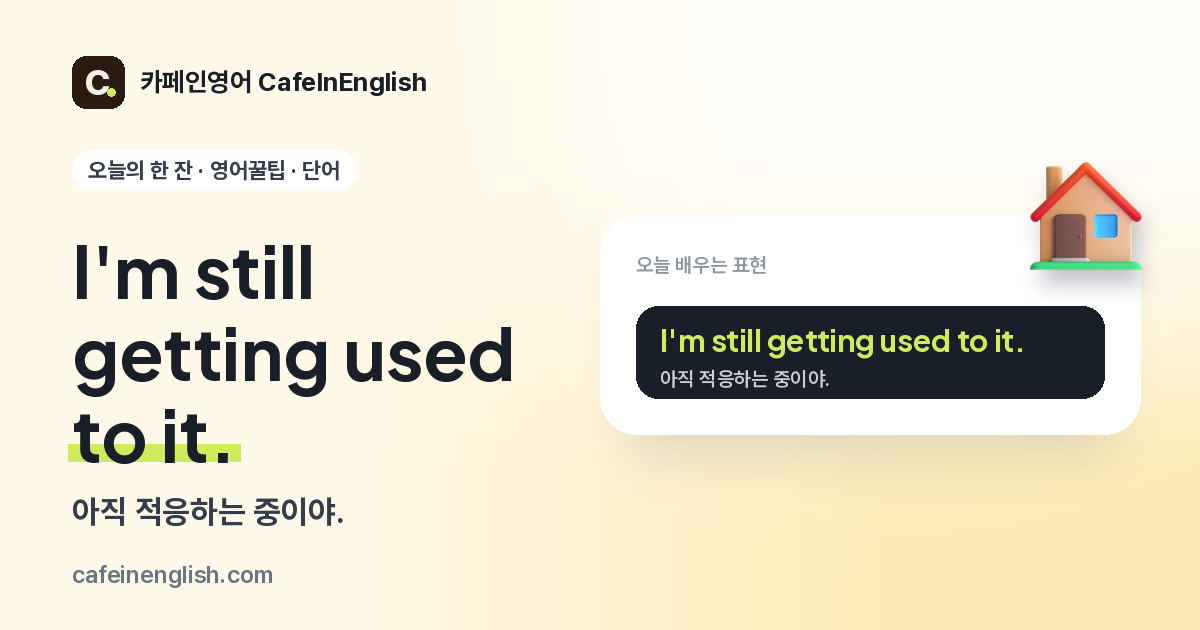 C
카페인영어 CafeInEnglish
오늘의 한 잔 · 영어꿀팁 · 단어
I'm still
getting used
to it.
아직 적응하는 중이야.
cafeinenglish.com
오늘 배우는 표현
I'm still getting used to it.
아직 적응하는 중이야.